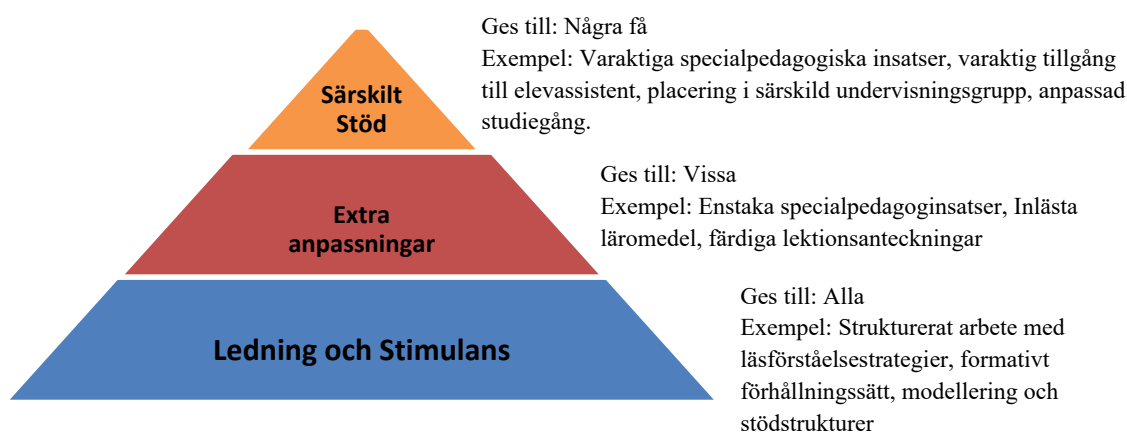 Ges till: Några få
Exempel: Varaktiga specialpedagogiska insatser, varaktig tillgång
till elevassistent, placering i särskild undervisningsgrupp, anpassad
studiegång.
Särskilt
Stöd
Ges till: Vissa
Exempel: Enstaka specialpedagoginsatser, Inlästa
läromedel, färdiga lektionsanteckningar
Extra
anpassningar
Ges till: Alla
Exempel: Strukturerat arbete med
läsförståelsestrategier, formativt
förhållningssätt, modellering och
stödstrukturer
Ledning och Stimulans